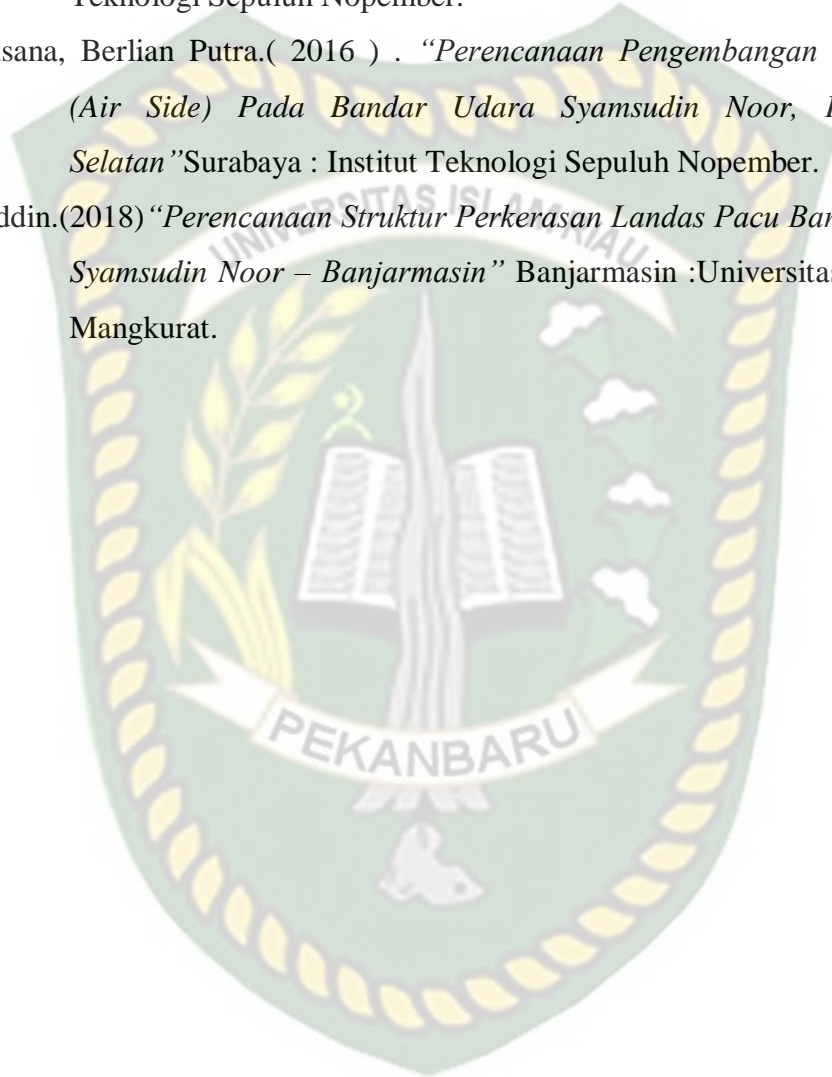 Teknologi Sepuluh Nopember.
sana, Berlian Putra.( 2016 ) . “Perencanaan Pengembangan
(Air Side) Pada Bandar Udara Syamsudin Noor,
Selatan”Surabaya : Institut Teknologi Sepuluh Nopember.
ddin.(2018)“Perencanaan Struktur Perkerasan Landas Pacu Ban
Syamsudin Noor – Banjarmasin” Banjarmasin :Universitas
Mangkurat.
UNIVERSITAS ISLAM RIAU
PEKANBARU